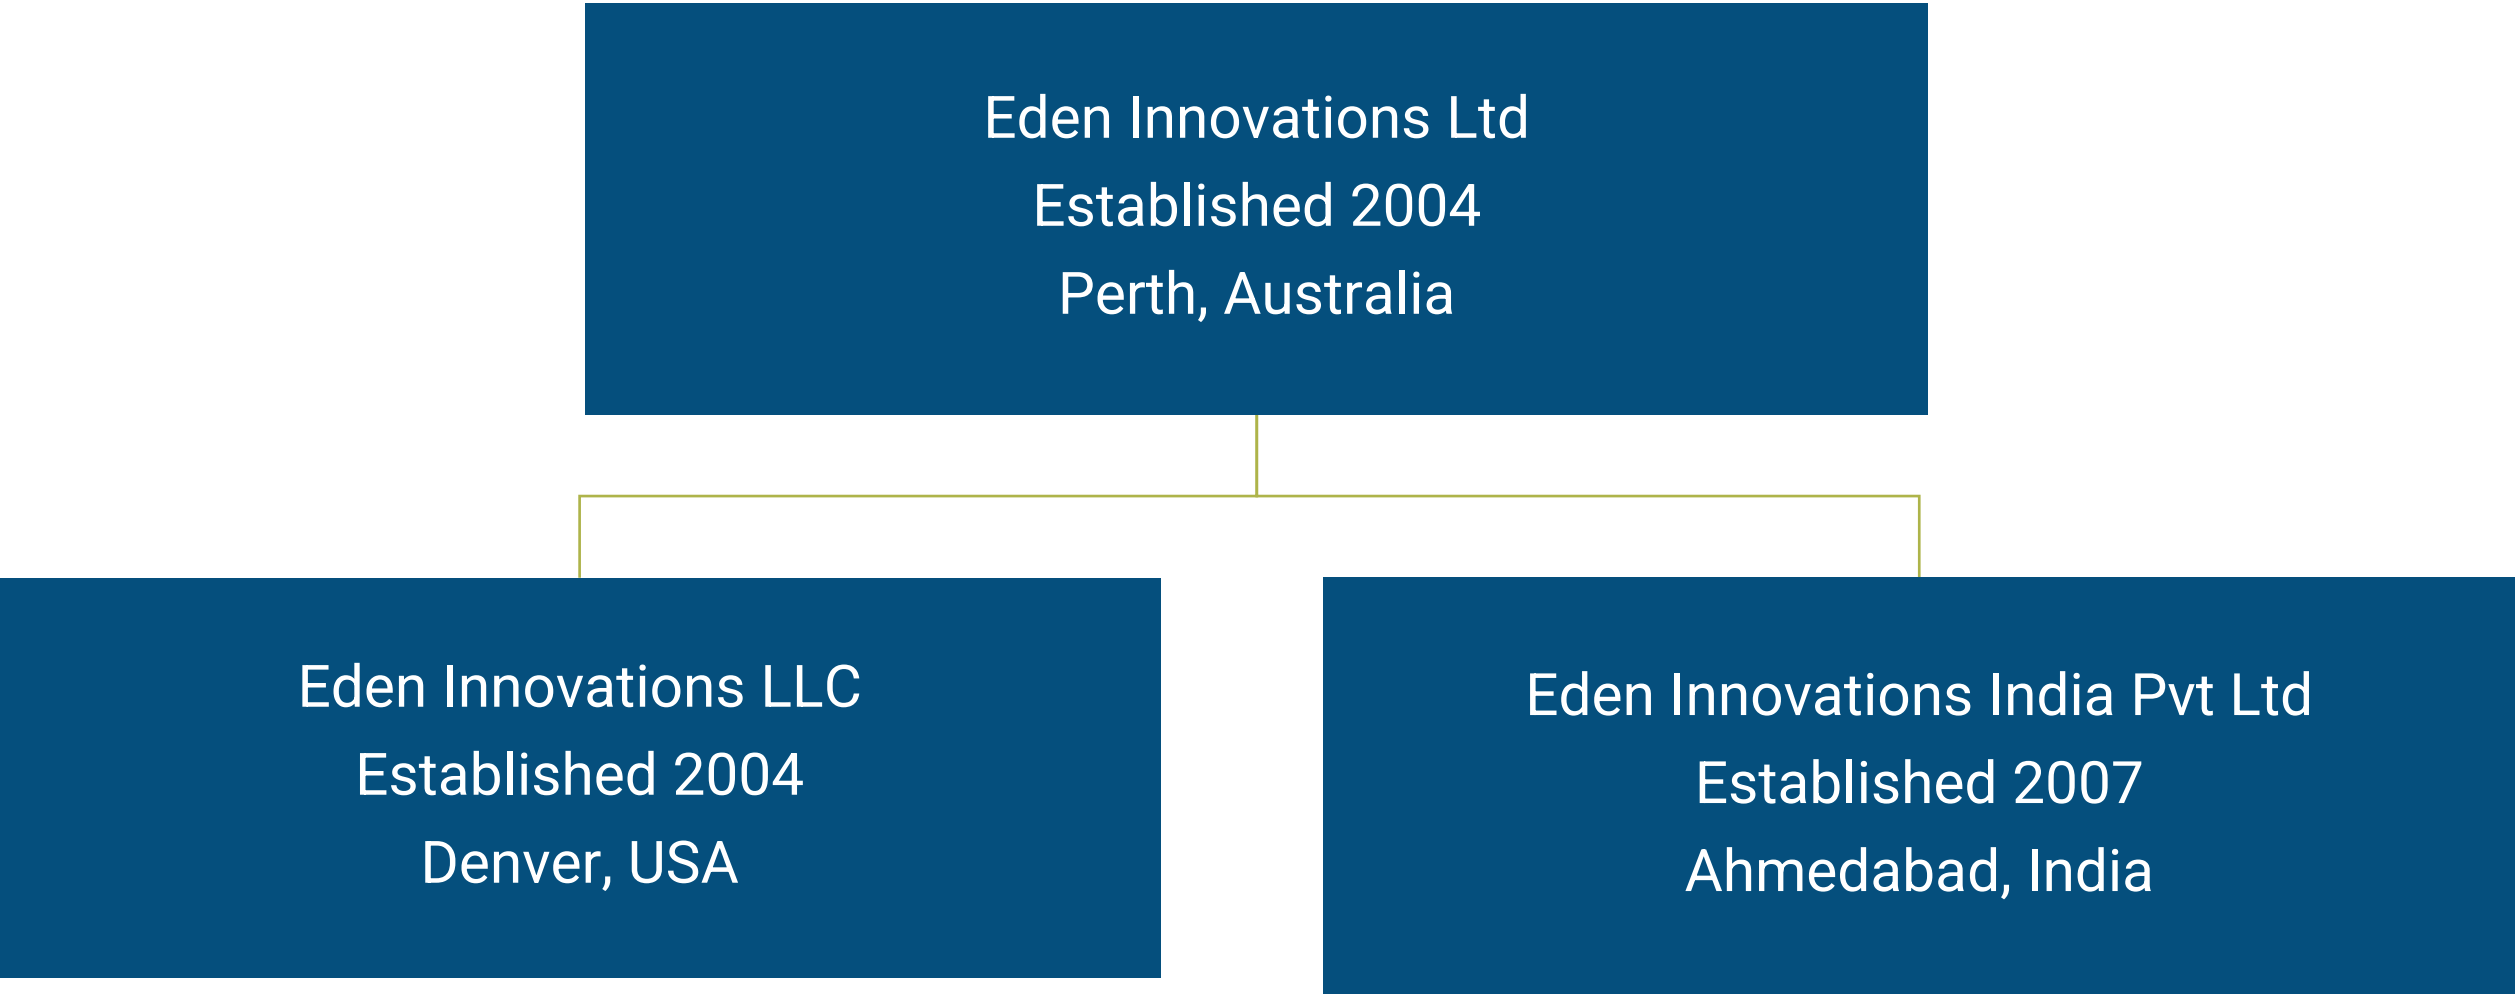 Eden Innovations Ltd
Established 2004
Perth, Australia
Eden Innovations LLC
Established 2004
Denver, USA
Eden Innovations India Pvt Ltd
Established 2007
Ahmedabad, India